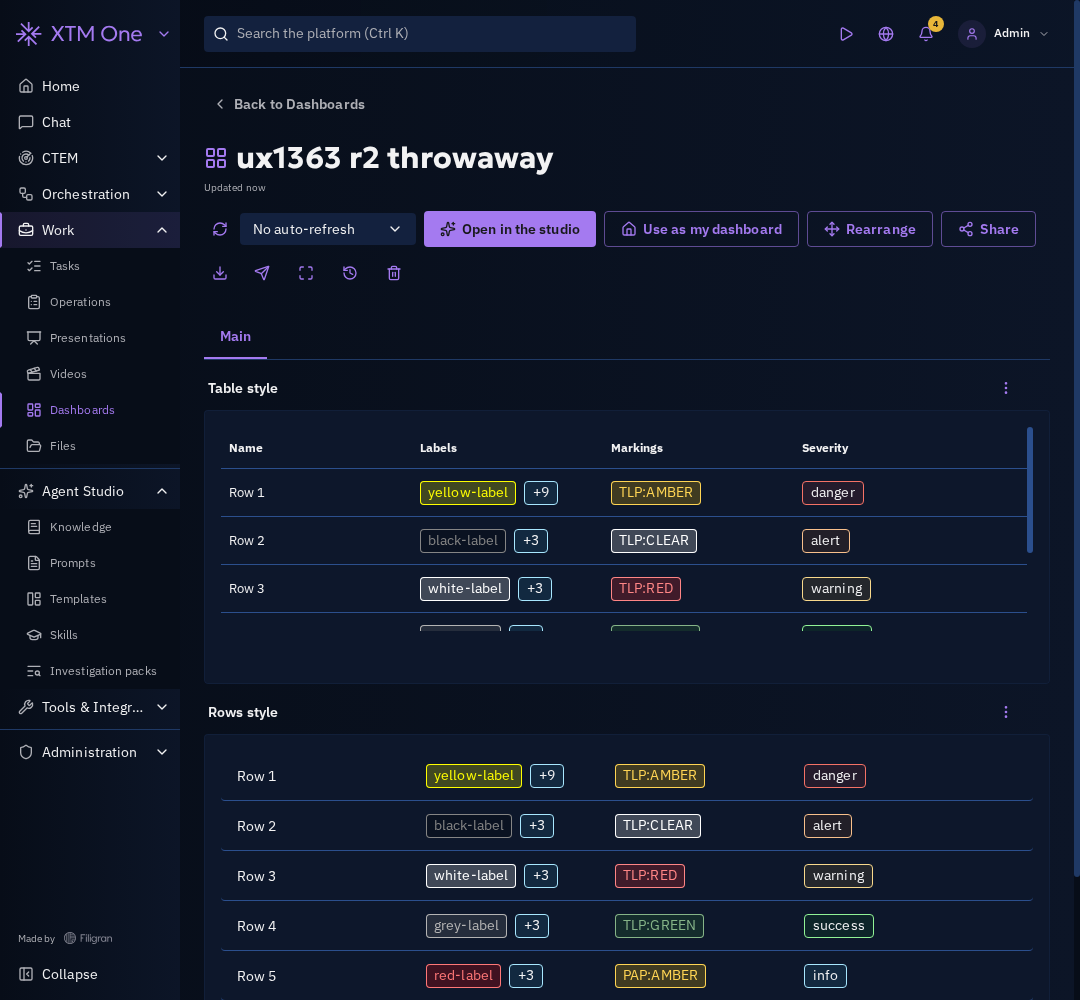 XTM One
Search the platform (Ctrl K)
4
Admin
Home
Chat
CTEM
Orchestration
Work
Tasks
Operations
Presentations
Videos
Dashboards
Files
Agent Studio
Knowledge
Prompts
Templates
Skills
Investigation packs
Tools & Integr...
Administration
Made by Filigran
Collapse
Back to Dashboards
ux1363 r2 throwaway
Updated now
No auto-refresh
Open in the studio
Use as my dashboard
Rearrange
Share
Main
Table style
Name Labels Markings Severity
Row 1 yellow-label +9 TLP:AMBER danger
Row 2 black-label +3 TLP:CLEAR alert
Row 3 white-label +3 TLP:RED warning
Rows style
Row 1 yellow-label +9 TLP:AMBER danger
Row 2 black-label +3 TLP:CLEAR alert
Row 3 white-label +3 TLP:RED warning
Row 4 grey-label +3 TLP:GREEN success
Row 5 red-label +3 PAP:AMBER info